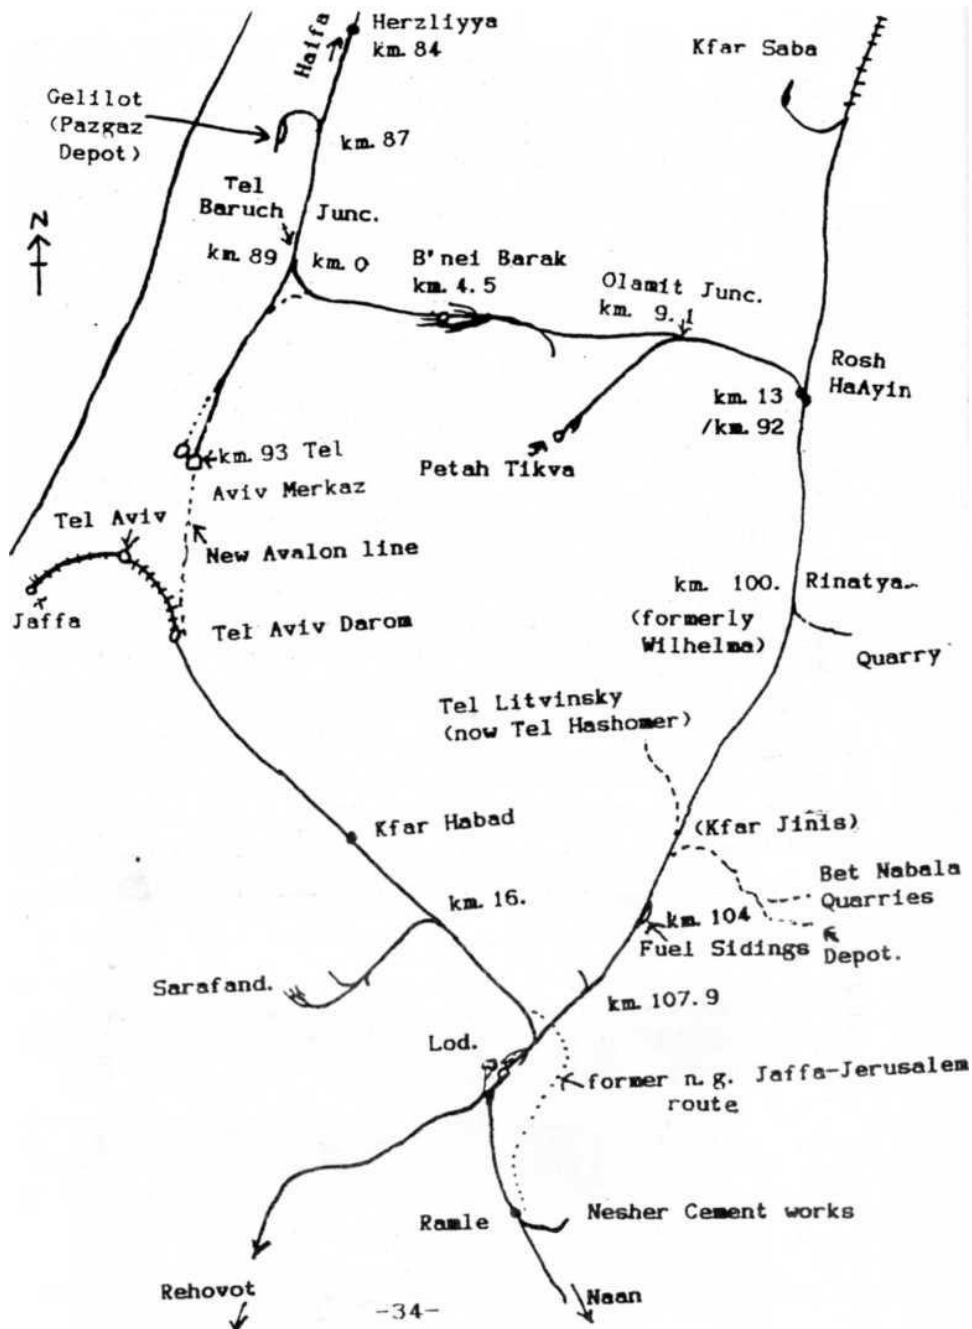 Herzliyya
km. 84
Haifa
Kfar Saba
Gelilot
(Pazgaz
Depot)
km. 87
N
Tel
Baruch Junc.
km. 89
km. 0
B'nei Barak
km. 4.5
Olamit Junc.
km. 9.1
Rosh
HaAyin
km. 13
/km. 92
Petah Tikva
km. 93 Tel
Aviv Merkaz
Tel Aviv
New Avalon line
Jaffa
Tel Aviv Darom
km. 100. Rinatya
(formerly
Wilhelma)
Quarry
Tel Litvinsky
(now Tel Hashomer)
Kfar Habad
(Kfar Jinis)
Bet Nabala
Quarries
km. 16.
km. 104
Fuel Sidings
Depot.
Sarafand.
km. 107.9
Lod.
former n.g. Jaffa-Jerusalem
route
Ramle
Nesher Cement works
Rehovot
Naan
-34-